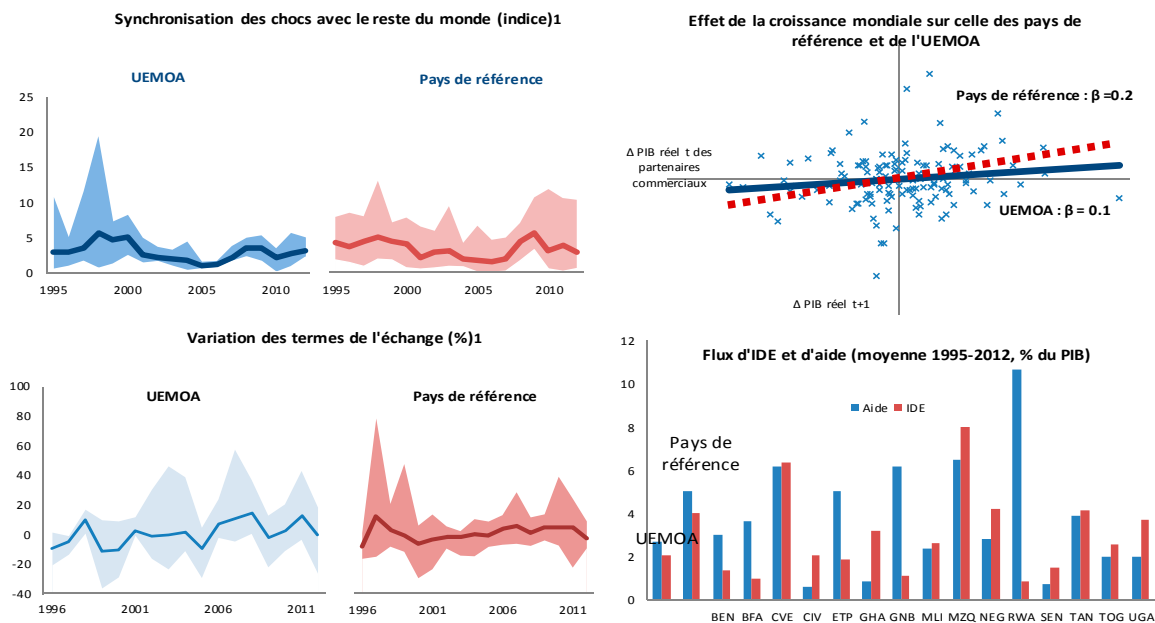 Synchronisation des chocs avec le reste du monde (indice)1
UEMOA
Pays de référence
25
20
15
10
5
0
1995
2000
2005
2010
1995
2000
2005
2010
Effet de la croissance mondiale sur celle des pays de
référence et de l'UEMOA
Pays de référence : β =0.2
Δ PIB réel t des
partenaires
commerciaux
UEMOA : β = 0.1
Δ PIB réel t+1
Variation des termes de l'échange (%)1
UEMOA
Pays de référence
100
80
60
40
20
0
-20
-40
1996
2001
2006
2011
1996
2001
2006
2011
Flux d'IDE et d'aide (moyenne 1995-2012, % du PIB)
Aide
IDE
12
10
8
6
4
2
0
Pays de
référence
UEMOA
BEN BFA CVE CIV ETP GHA GNB MLI MZQ NEG RWA SEN TAN TOG UGA